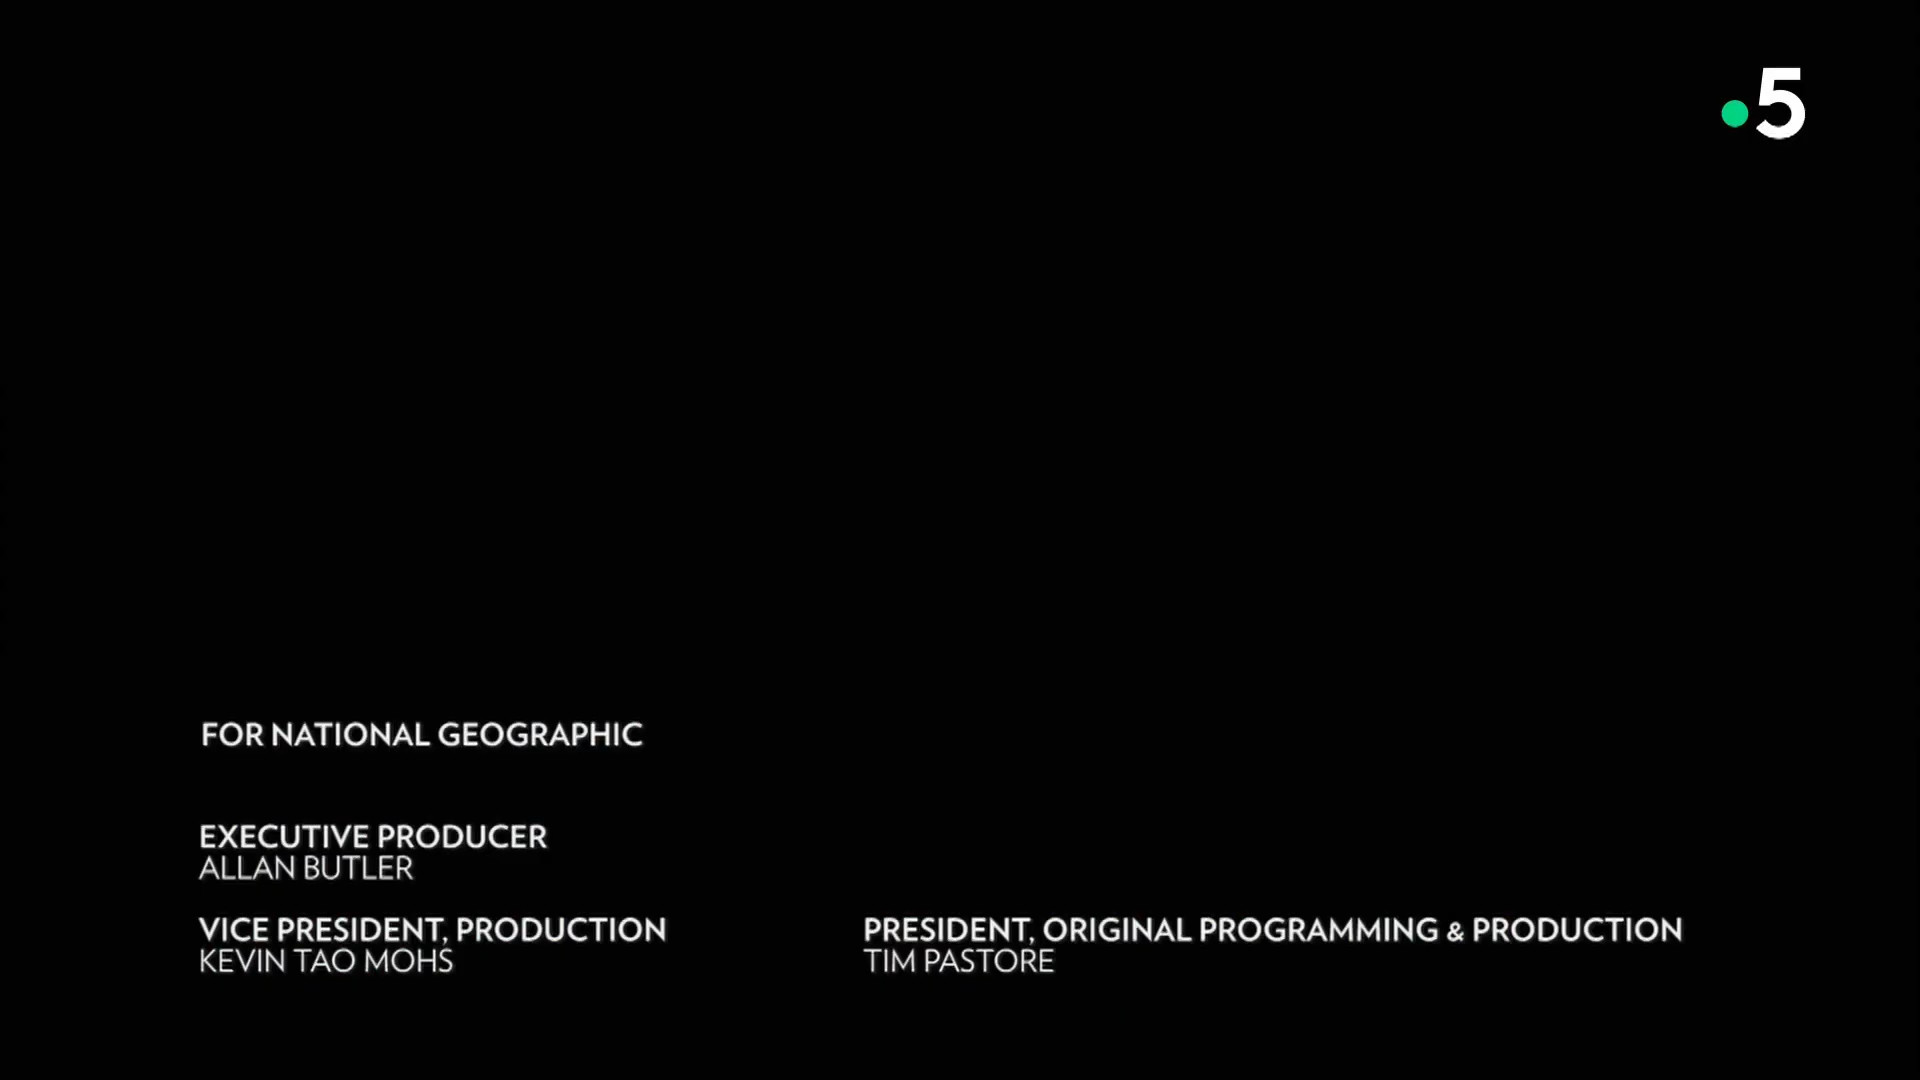 5
FOR NATIONAL GEOGRAPHIC
EXECUTIVE PRODUCER
ALLAN BUTLER
VICE PRESIDENT, PRODUCTION
KEVIN TAO MOHS
PRESIDENT, ORIGINAL PROGRAMMING & PRODUCTION
TIM PASTORE